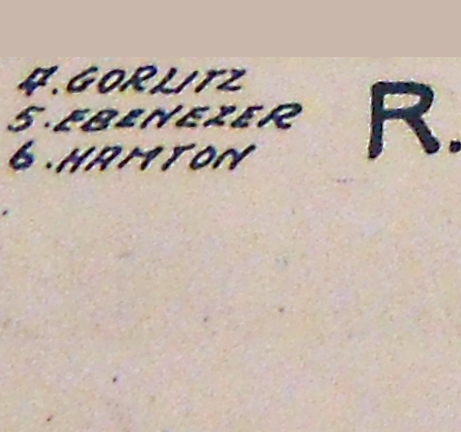 4. GORLITZ
5. EBENEZER
6. HAMTON
R.